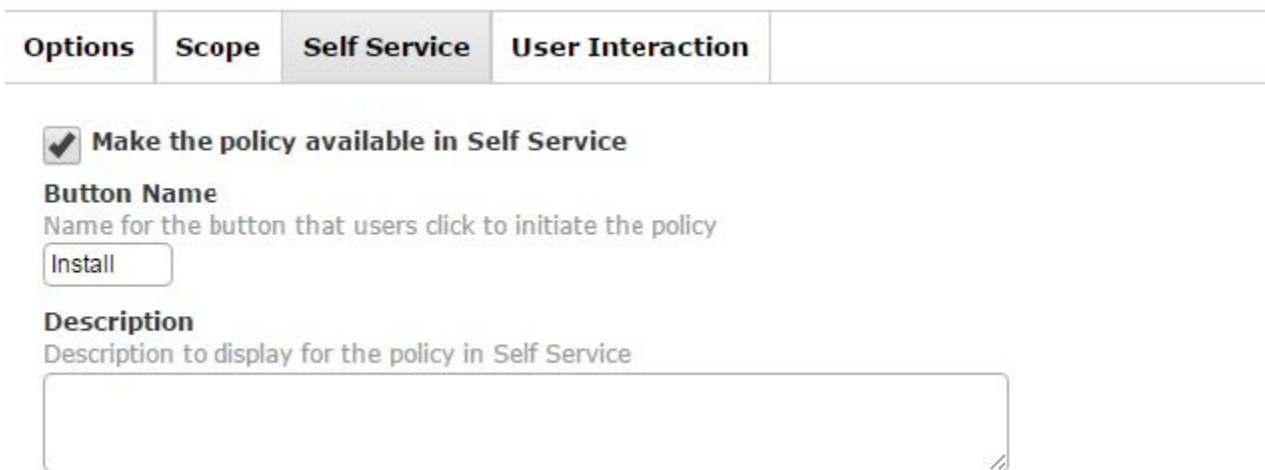 Options Scope Self Service User Interaction
Make the policy available in Self Service
Button Name
Name for the button that users click to initiate the policy
Install
Description
Description to display for the policy in Self Service